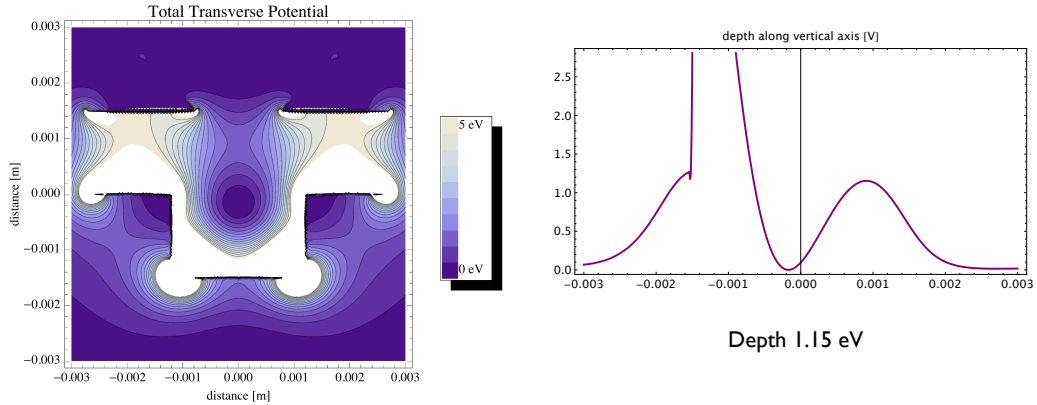 Total Transverse Potential
0.003
0.002
0.001
0.000
−0.001
−0.002
−0.003
distance [m]
−0.003 −0.002 −0.001 0.000 0.001 0.002 0.003
distance [m]
5 eV
0 eV
depth along vertical axis [V]
2.5
2.0
1.5
1.0
0.5
0.0
−0.003 −0.002 −0.001 0.000 0.001 0.002 0.003
Depth 1.15 eV